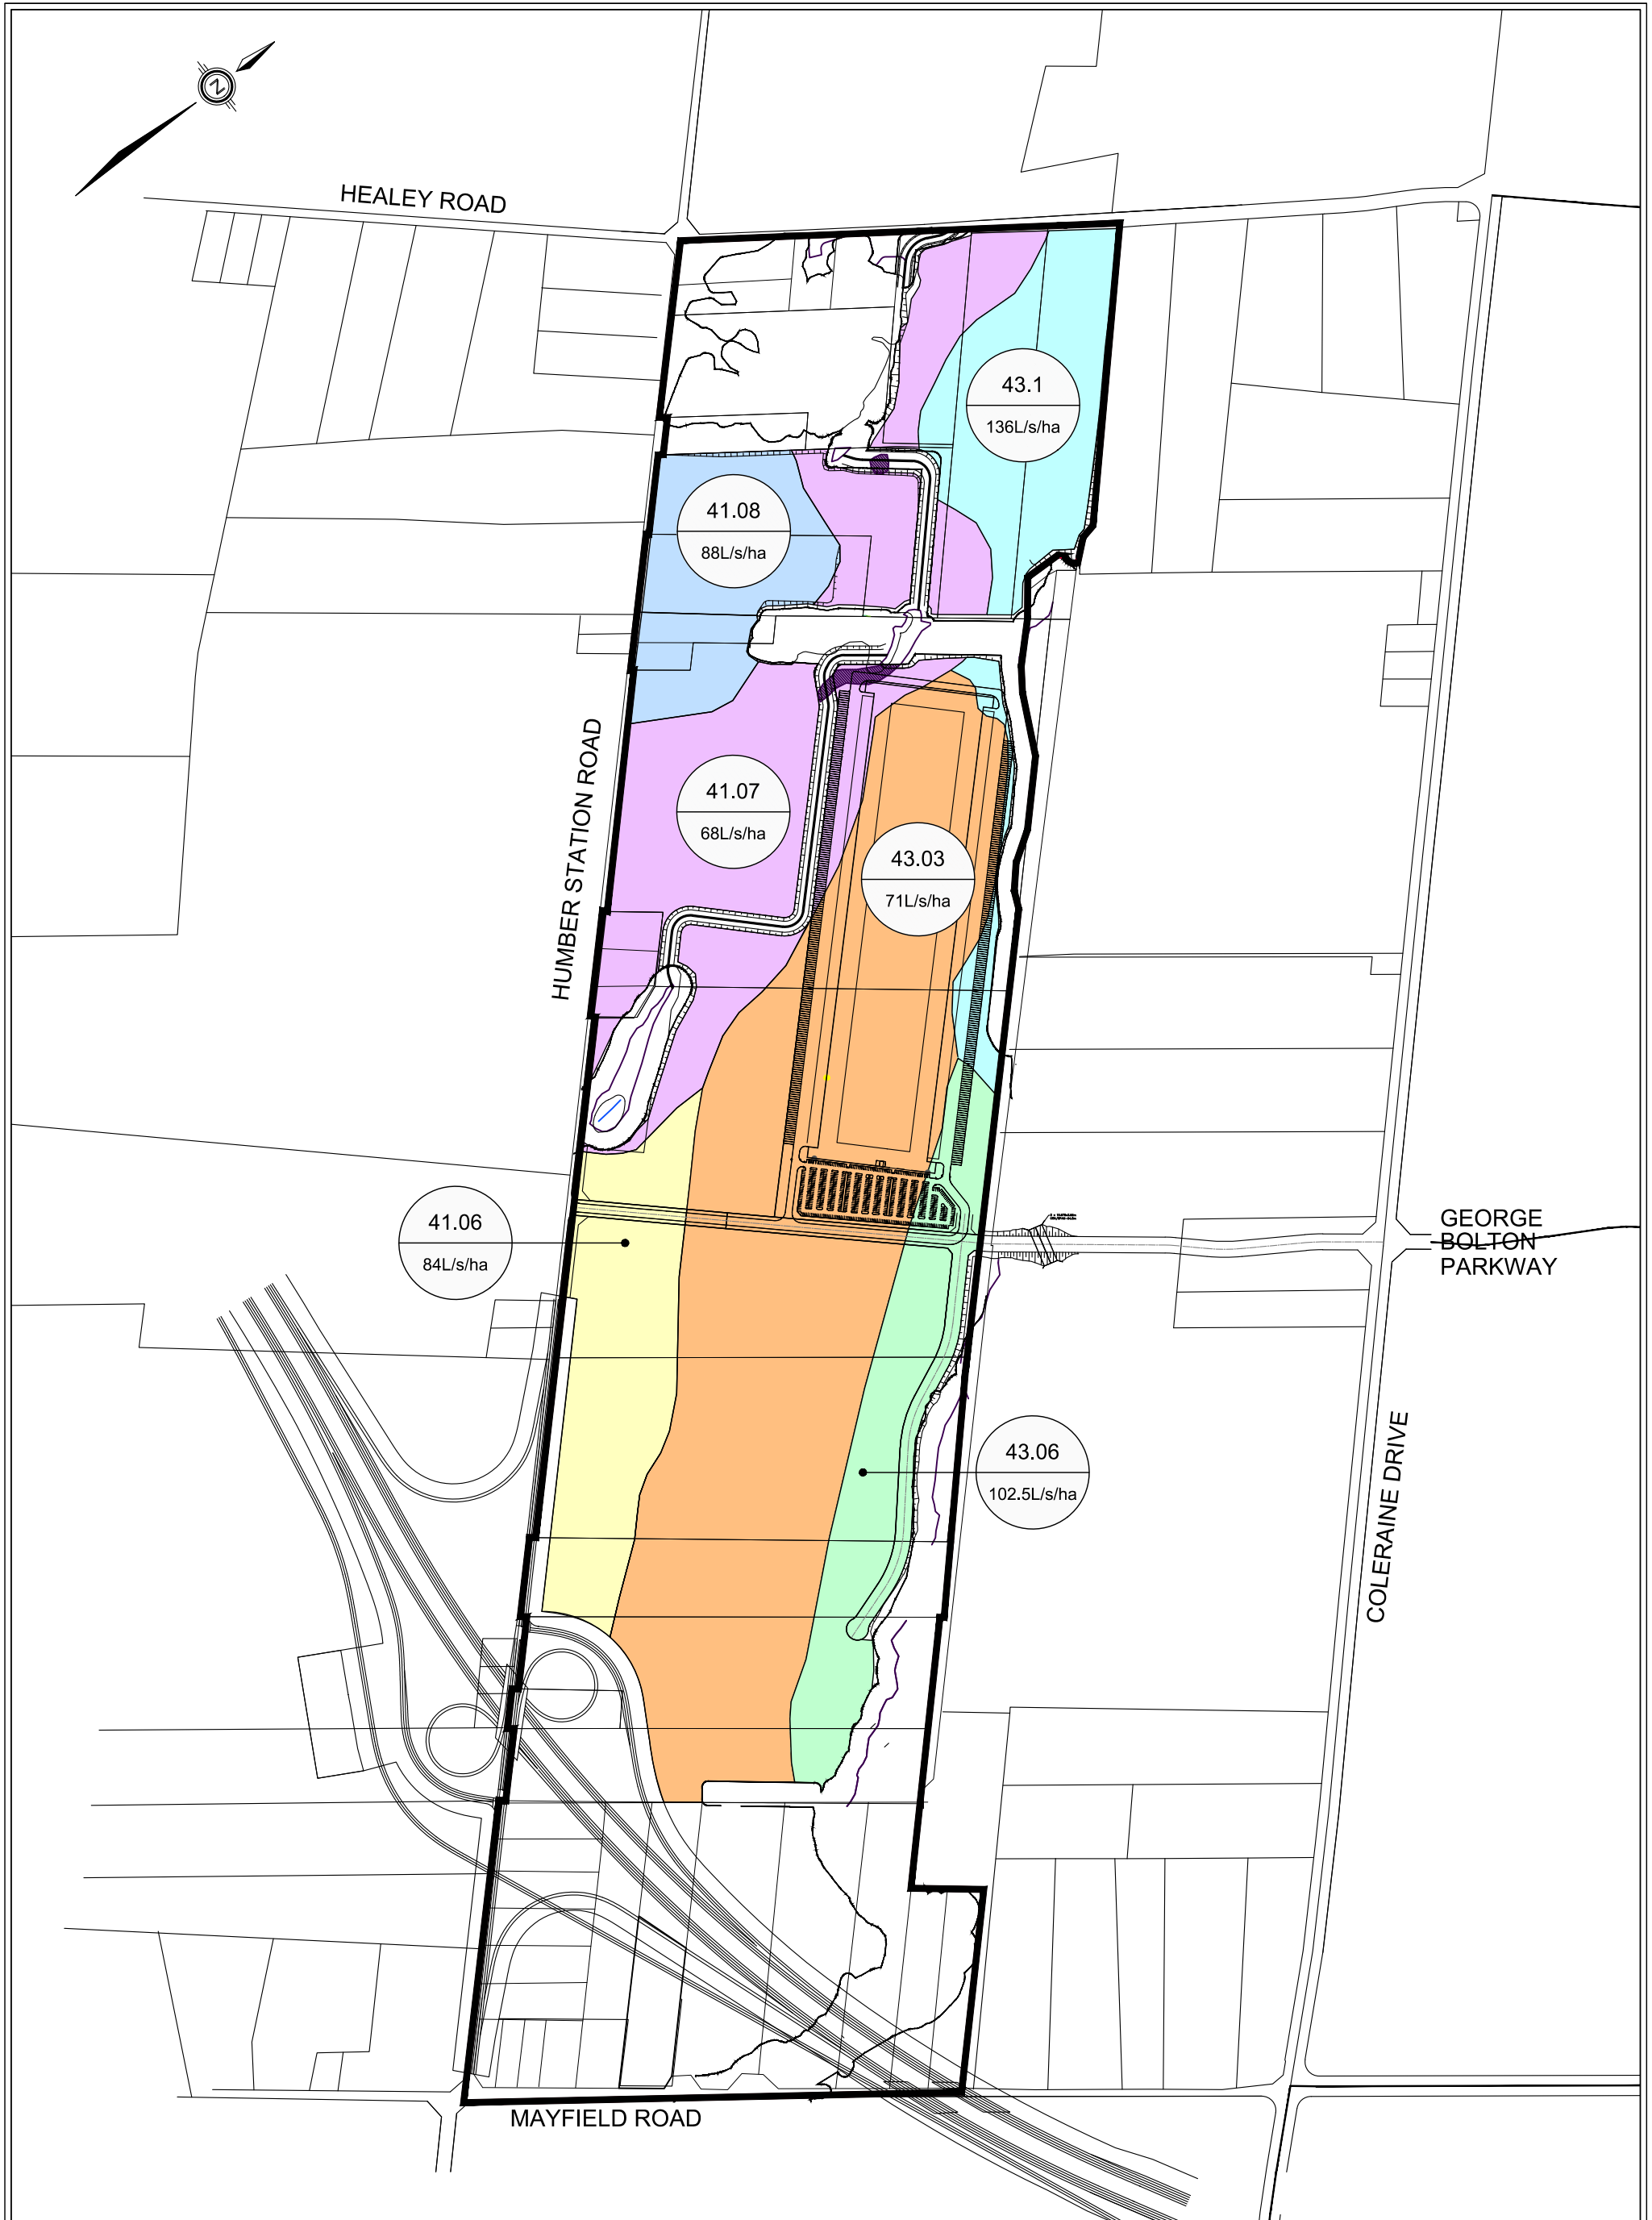 N
HEALEY ROAD
43.1
136L/s/ha
41.08
88L/s/ha
HUMBER STATION ROAD
41.07
68L/s/ha
43.03
71L/s/ha
41.06
84L/s/ha
GEORGE
BOLTON
PARKWAY
43.06
102.5L/s/ha
COLERAINE DRIVE
MAYFIELD ROAD